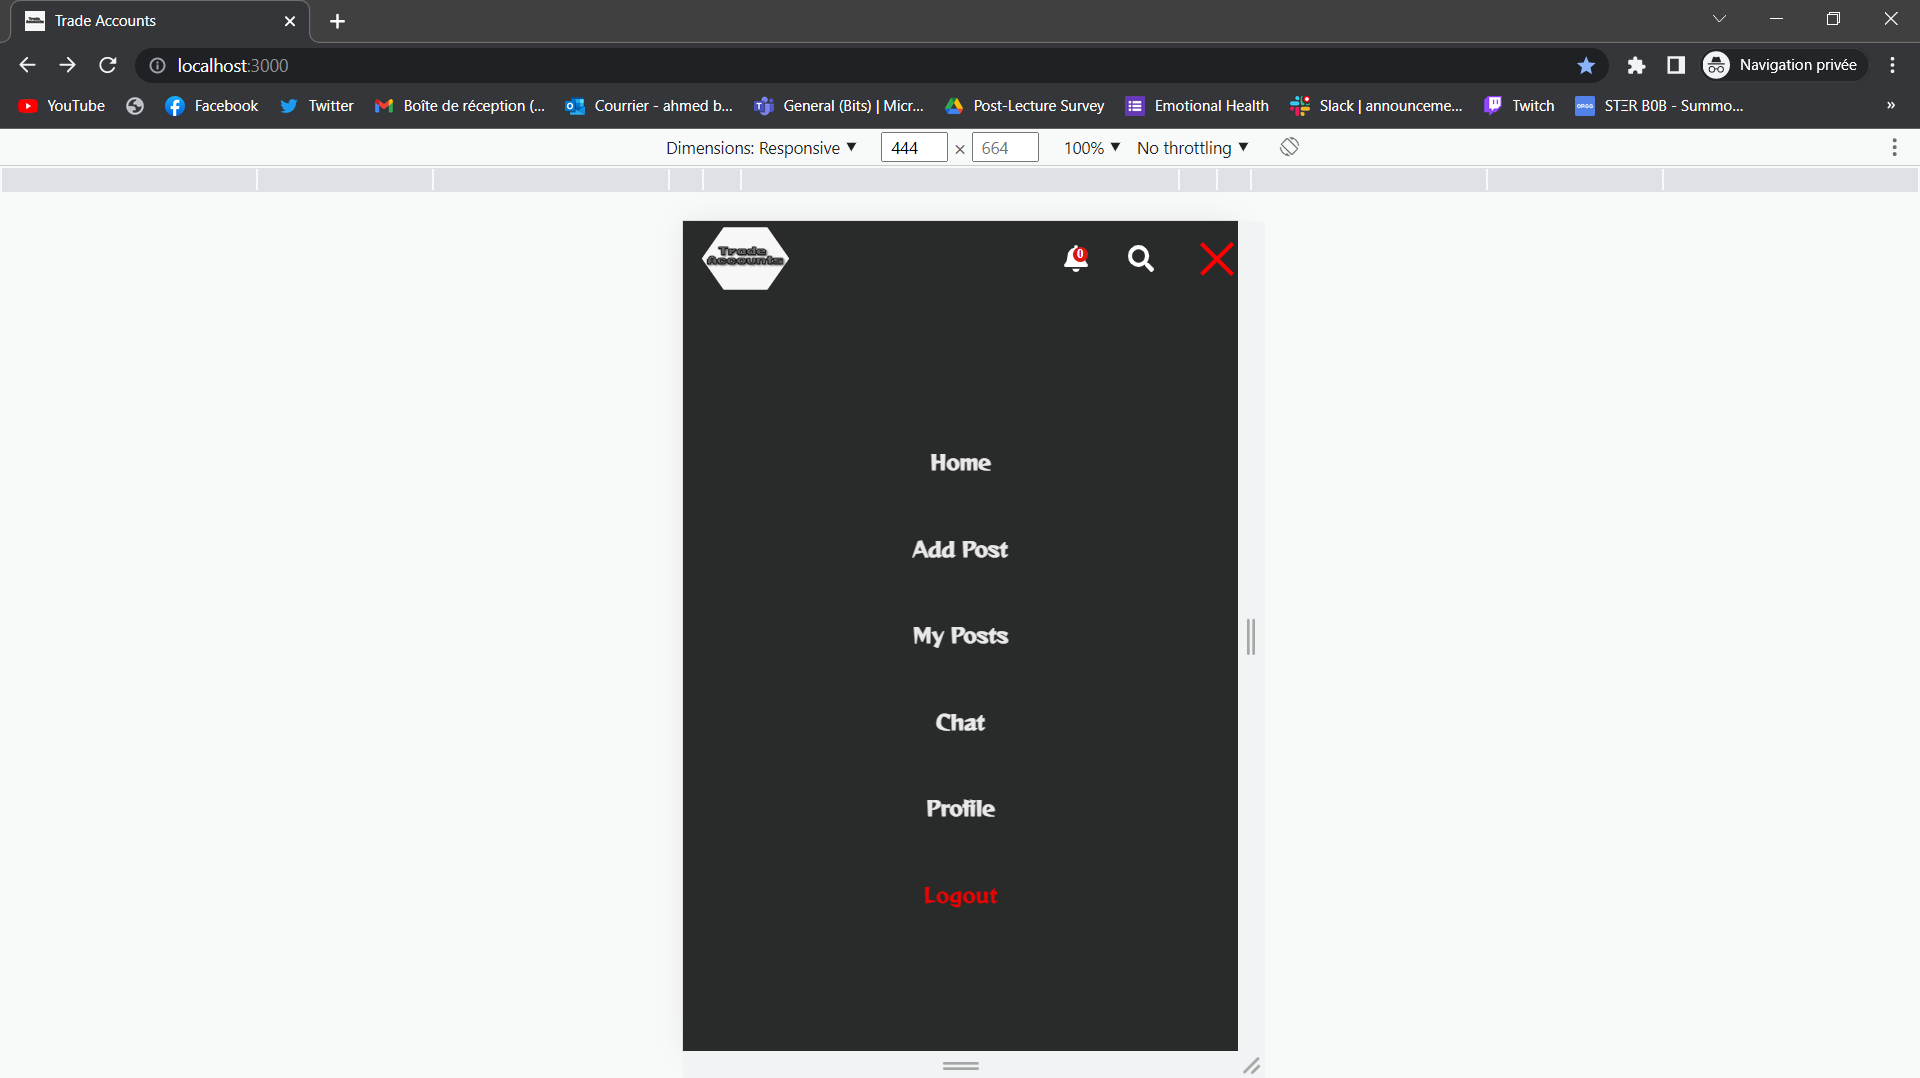 Trade Accounts
localhost:3000
Navigation privée
YouTube
Facebook
Twitter
Boîte de réception (...
Courrier - ahmed b...
General (Bits) | Micr...
Post-Lecture Survey
Emotional Health
Slack | announceme...
Twitch
STΞR B0B - Summo...
»
Dimensions: Responsive
444 × 664
100%
No throttling
Trade
Accounts
0
Home
Add Post
My Posts
Chat
Profile
Logout